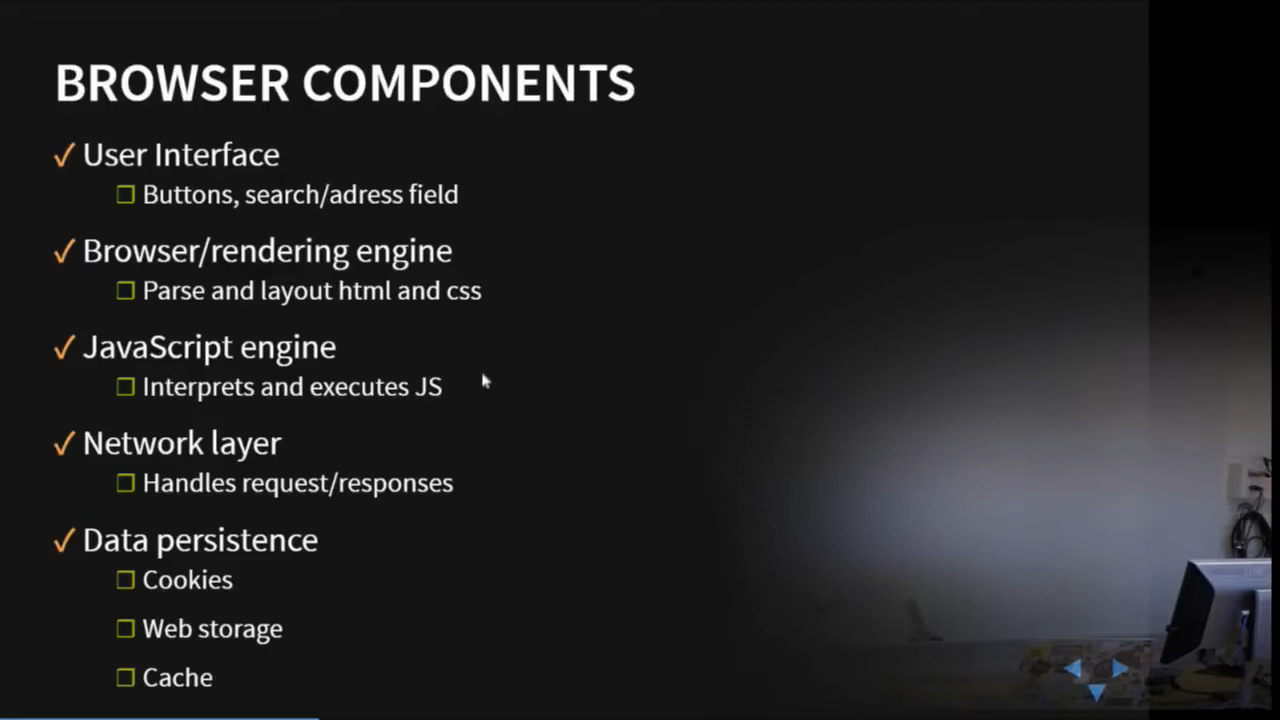 BROWSER COMPONENTS
✓ User Interface
❒ Buttons, search/adress field
✓ Browser/rendering engine
❒ Parse and layout html and css
✓ JavaScript engine
❒ Interprets and executes JS
✓ Network layer
❒ Handles request/responses
✓ Data persistence
❒ Cookies
❒ Web storage
❒ Cache